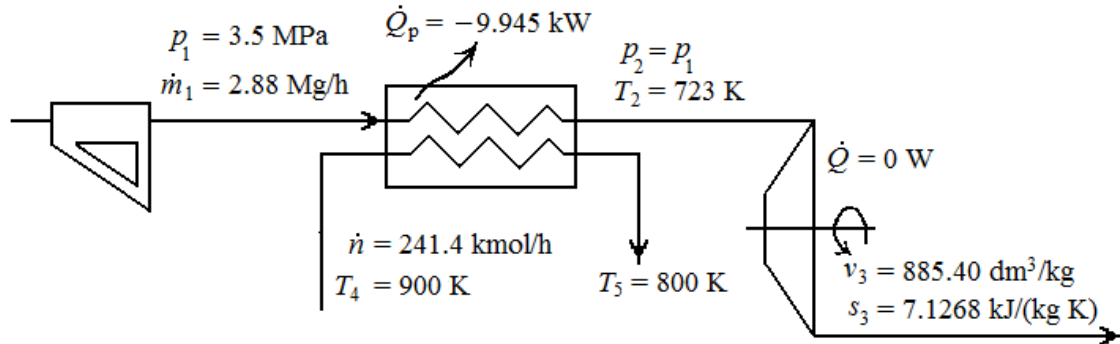 Q̇ₚ = −9.945 kW
p₁ = 3.5 MPa
ṁ₁ = 2.88 Mg/h
p₂ = p₁
T₂ = 723 K
Q̇ = 0 W
ṅ = 241.4 kmol/h
T₄ = 900 K
T₅ = 800 K
v₃ = 885.40 dm³/kg
s₃ = 7.1268 kJ/(kg K)